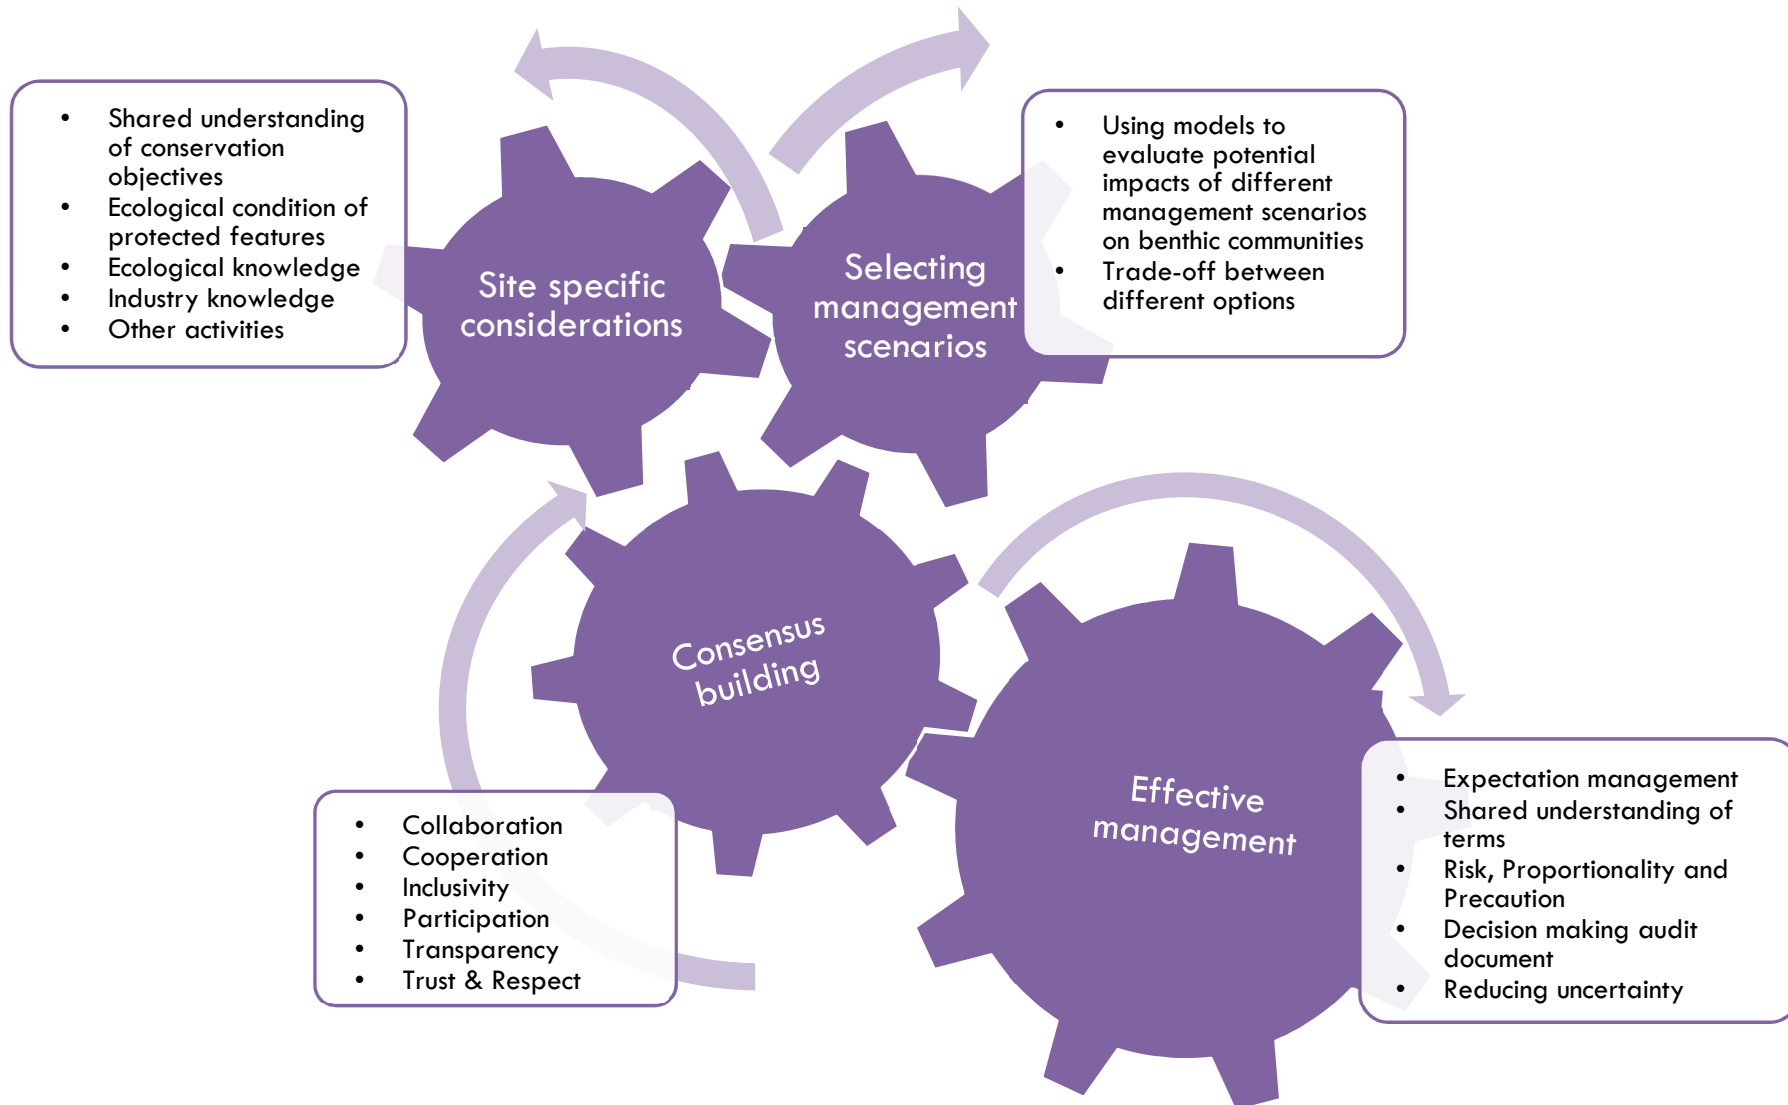 • Shared understanding
of conservation
objectives
• Ecological condition of
protected features
• Ecological knowledge
• Industry knowledge
• Other activities
Site specific
considerations
Selecting
management
scenarios
• Using models to
evaluate potential
impacts of different
management scenarios
on benthic communities
• Trade-off between
different options
Consensus
building
• Collaboration
• Cooperation
• Inclusivity
• Participation
• Transparency
• Trust & Respect
Effective
management
• Expectation management
• Shared understanding of
terms
• Risk, Proportionality and
Precaution
• Decision making audit
document
• Reducing uncertainty